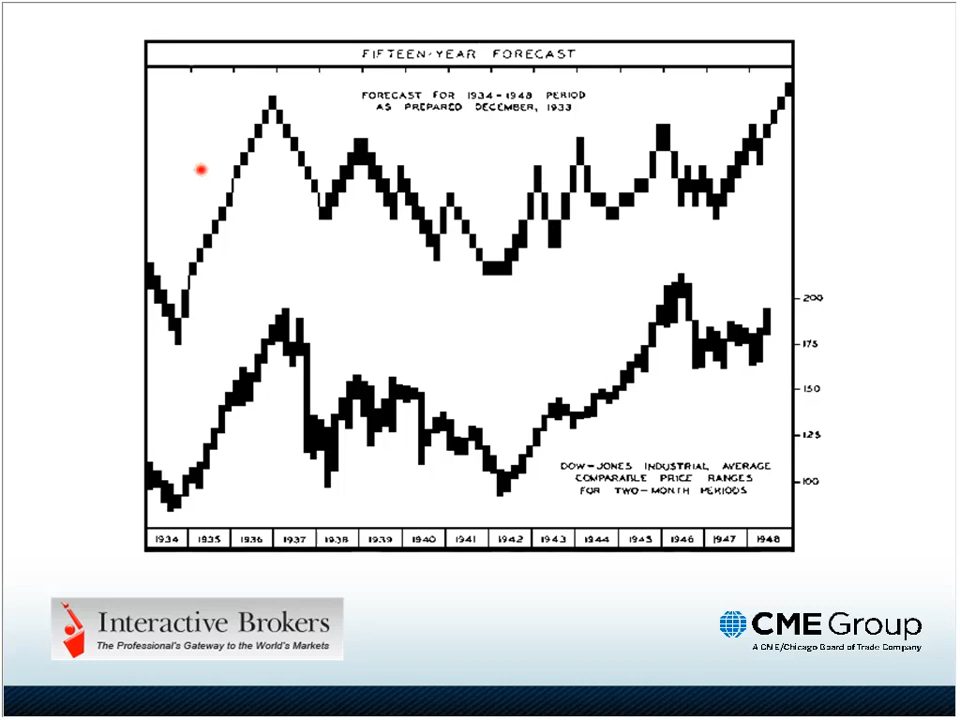 FIFTEEN-YEAR FORECAST
FORECAST FOR 1934-1948 PERIOD
AS PREPARED DECEMBER, 1933
200
175
150
125
100
DOW-JONES INDUSTRIAL AVERAGE
COMPARABLE PRICE RANGES
FOR TWO-MONTH PERIODS
1934 1935 1936 1937 1938 1939 1940 1941 1942 1943 1944 1945 1946 1947 1948
Interactive Brokers
The Professional's Gateway to the World's Markets
CME Group
A CME/Chicago Board of Trade Company